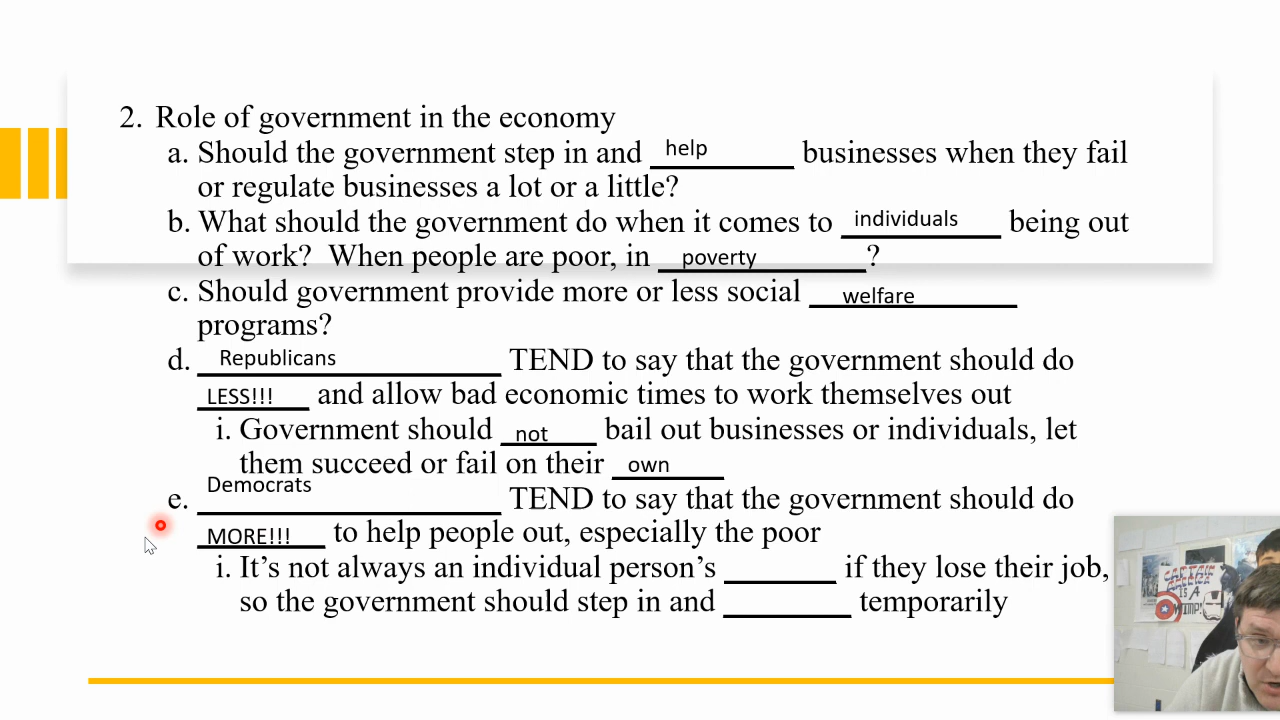 2. Role of government in the economy
a. Should the government step in and help businesses when they fail
or regulate businesses a lot or a little?
b. What should the government do when it comes to individuals being out
of work? When people are poor, in poverty?
c. Should government provide more or less social welfare
programs?
d. Republicans TEND to say that the government should do
LESS!!! and allow bad economic times to work themselves out
i. Government should not bail out businesses or individuals, let
them succeed or fail on their own
e. Democrats TEND to say that the government should do
MORE!!! to help people out, especially the poor
i. It's not always an individual person's ________ if they lose their job,
so the government should step in and ________ temporarily
CAPTAIN
AMERICA
IS A
WIMP!